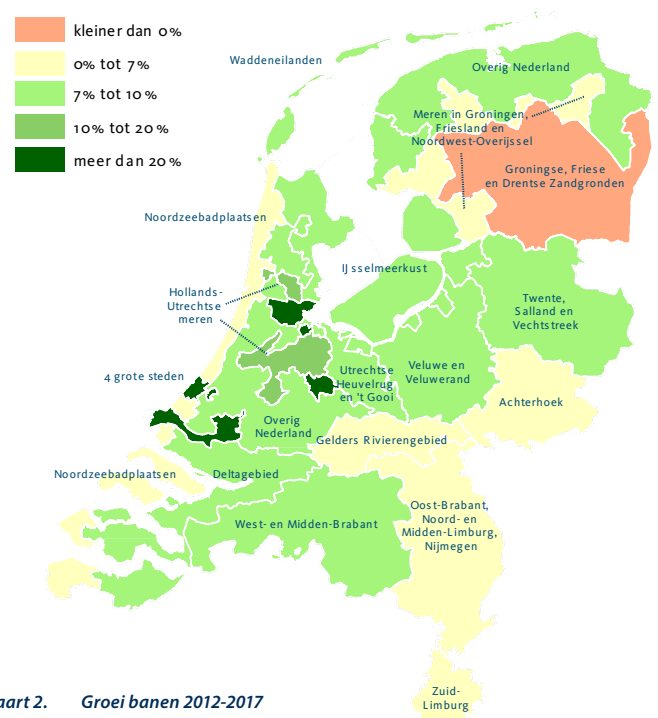 kleiner dan 0%
0% tot 7%
7% tot 10%
10% tot 20%
meer dan 20%
Waddeneilanden
Overig Nederland
Meren in Groningen,
Friesland en
Noordwest-Overijssel
Groningse, Friese
en Drentse Zandgronden
Noordzeebadplaatsen
IJsselmeerkust
Hollands-
Utrechtse
meren
Twente,
Salland en
Vechtstreek
4 grote steden
Utrechtse
Heuvelrug
en 't Gooi
Veluwe en
Veluwerand
Achterhoek
Overig
Nederland
Gelders Rivierengebied
Noordzeebadplaatsen
Deltagebied
West- en Midden-Brabant
Oost-Brabant,
Noord- en
Midden-Limburg,
Nijmegen
Zuid-
Limburg
aart 2. Groei banen 2012-2017